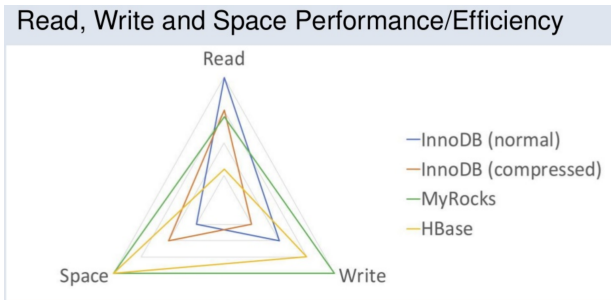 Read, Write and Space Performance/Efficiency
Read
InnoDB (normal)
InnoDB (compressed)
MyRocks
HBase
Space
Write